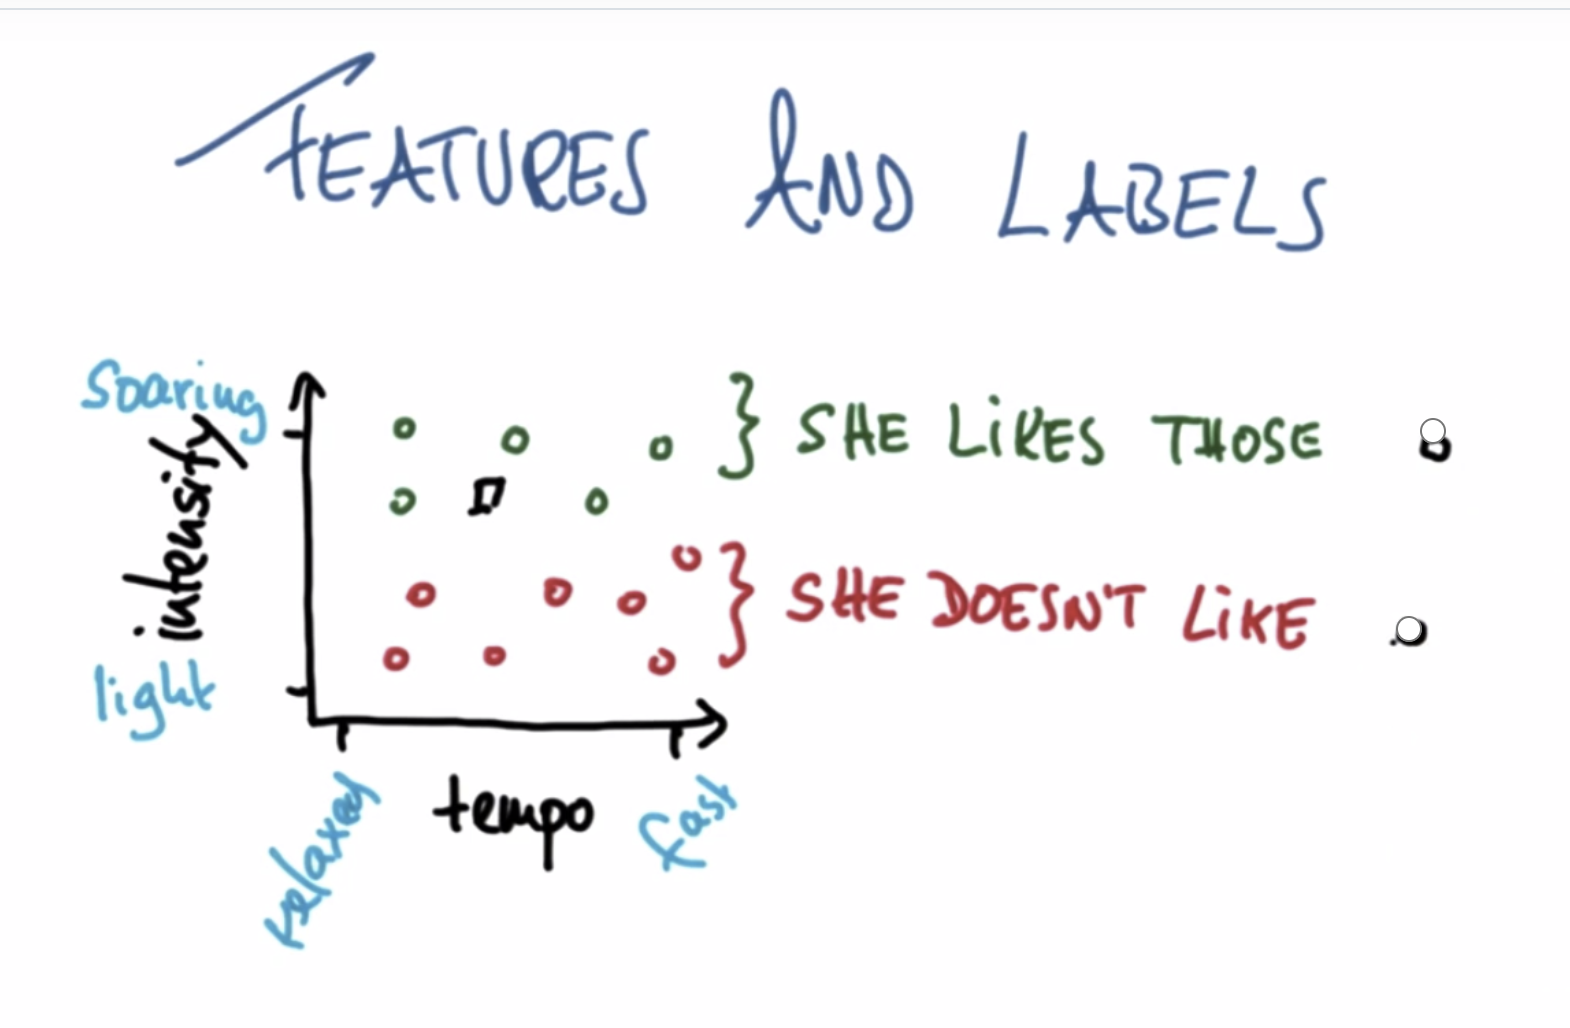 FEATURES AND LABELS
Soaring
intensity
light
SHE LiKES THOSE
SHE DOESN'T LiKE
relaxed
tempo
fast